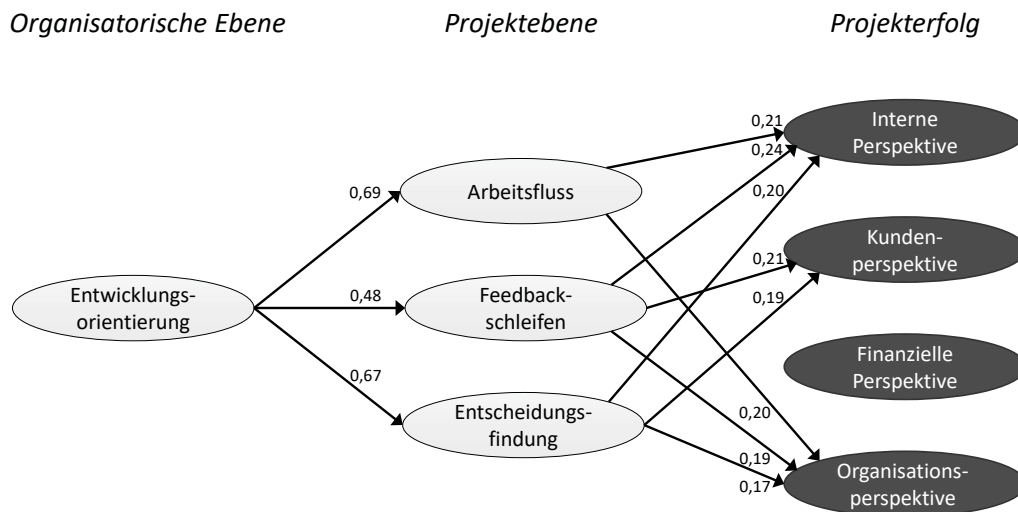 Organisatorische Ebene
Projektebene
Projekterfolg
Entwicklungs-
orientierung
0,69
0,48
0,67
Arbeitsfluss
Feedback-
schleifen
Entscheidungs-
findung
0,21
0,24
0,20
0,21
0,19
0,20
0,19
0,17
Interne
Perspektive
Kunden-
perspektive
Finanzielle
Perspektive
Organisations-
perspektive